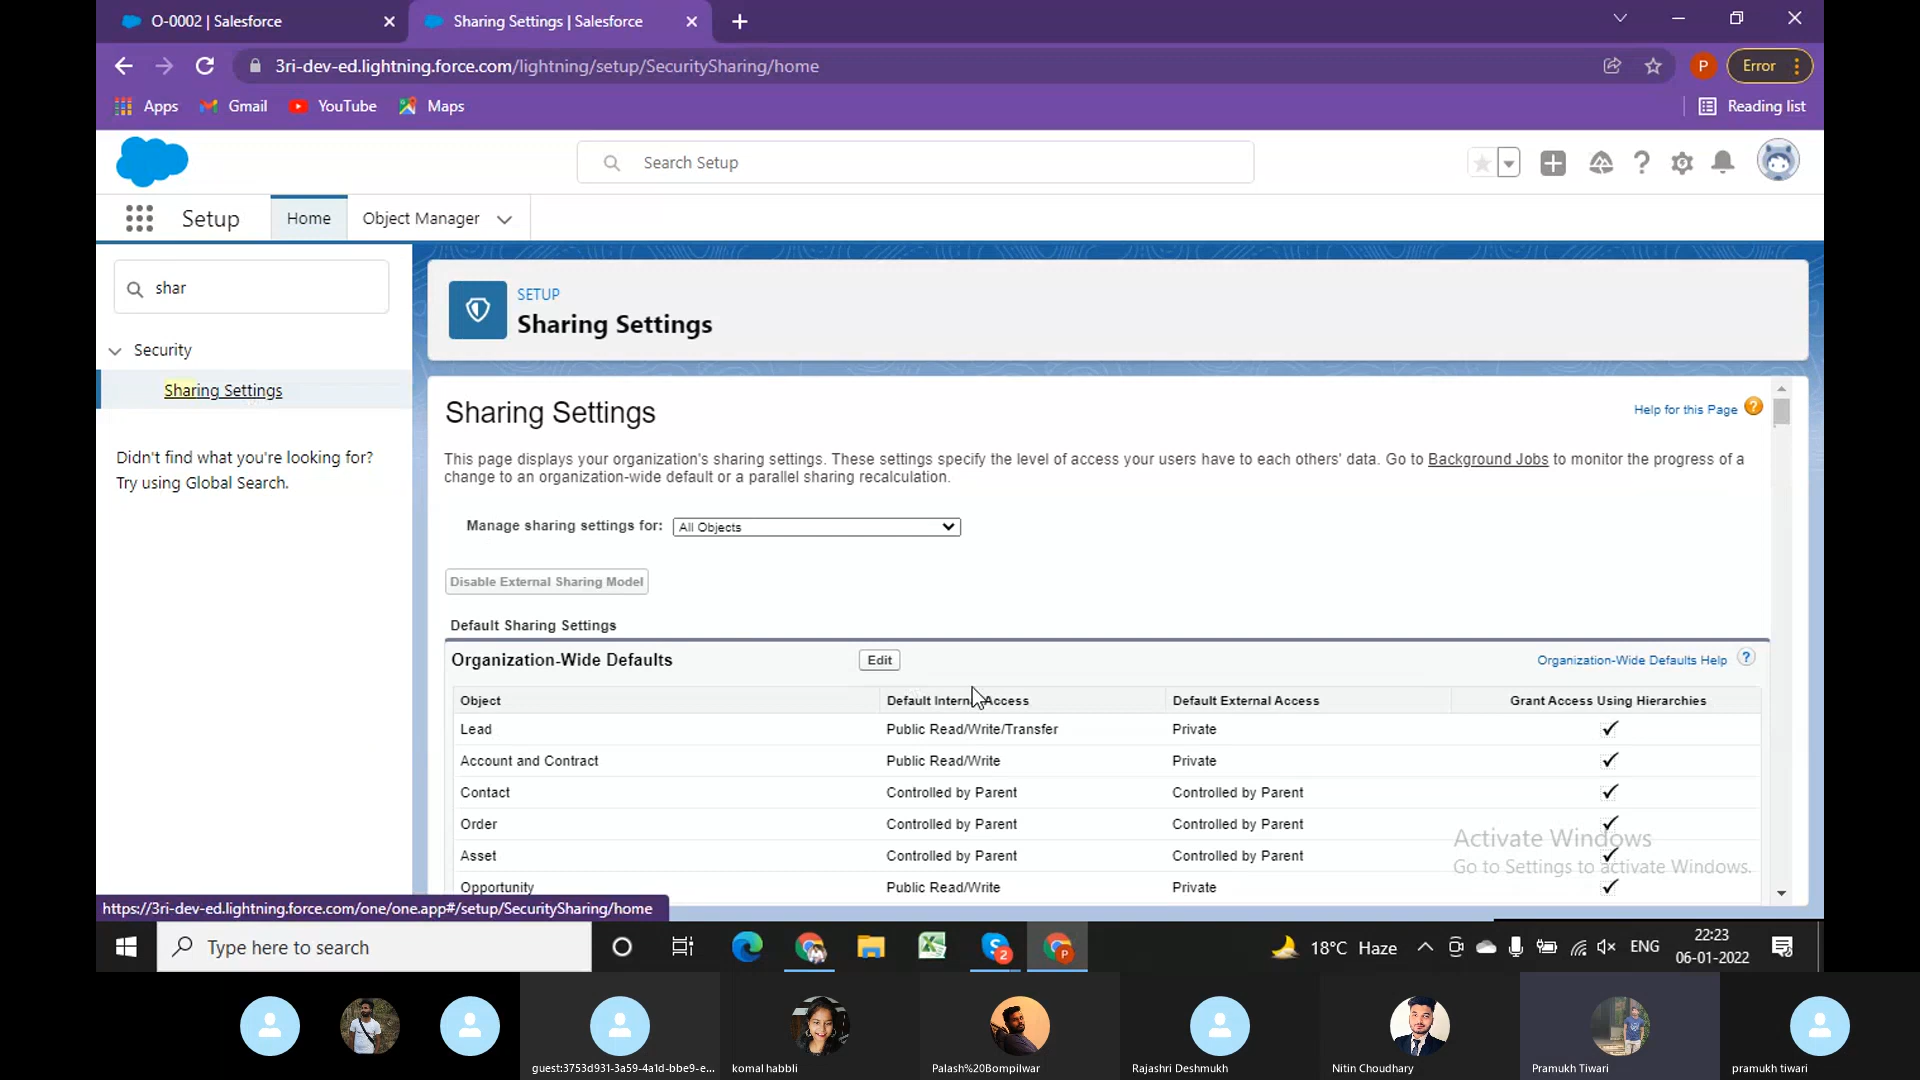 O-0002 | Salesforce
Sharing Settings | Salesforce
3ri-dev-ed.lightning.force.com/lightning/setup/SecuritySharing/home
P
Error
Apps
Gmail
YouTube
Maps
Reading list
Search Setup
Setup
Home
Object Manager
shar
Security
Sharing Settings
Didn't find what you're looking for?
Try using Global Search.
SETUP
Sharing Settings
Sharing Settings
Help for this Page
This page displays your organization's sharing settings. These settings specify the level of access your users have to each others' data. Go to Background Jobs to monitor the progress of a
change to an organization-wide default or a parallel sharing recalculation.
Manage sharing settings for: All Objects
Disable External Sharing Model
Default Sharing Settings
Organization-Wide Defaults Edit Organization-Wide Defaults Help ?
Object Default Internal Access Default External Access Grant Access Using Hierarchies
Lead Public Read/Write/Transfer Private
Account and Contract Public Read/Write Private
Contact Controlled by Parent Controlled by Parent
Order Controlled by Parent Controlled by Parent
Asset Controlled by Parent Controlled by Parent
Opportunity Public Read/Write Private
Activate Windows
Go to Settings to activate Windows.
https://3ri-dev-ed.lightning.force.com/one/one.app#/setup/SecuritySharing/home
Type here to search
2
P
18°C Haze
ENG
22:23
06-01-2022
guest:3753d931-3a59-4a1d-bbe9-e...
komal habbli
Palash%20Bompilwar
Rajashri Deshmukh
Nitin Choudhary
Pramukh Tiwari
pramukh tiwari